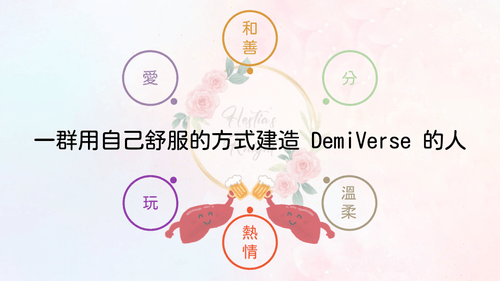 和善
愛
分
Hestia's
一群用自己舒服的方式建造 DemiVerse 的人
玩
溫柔
熱情